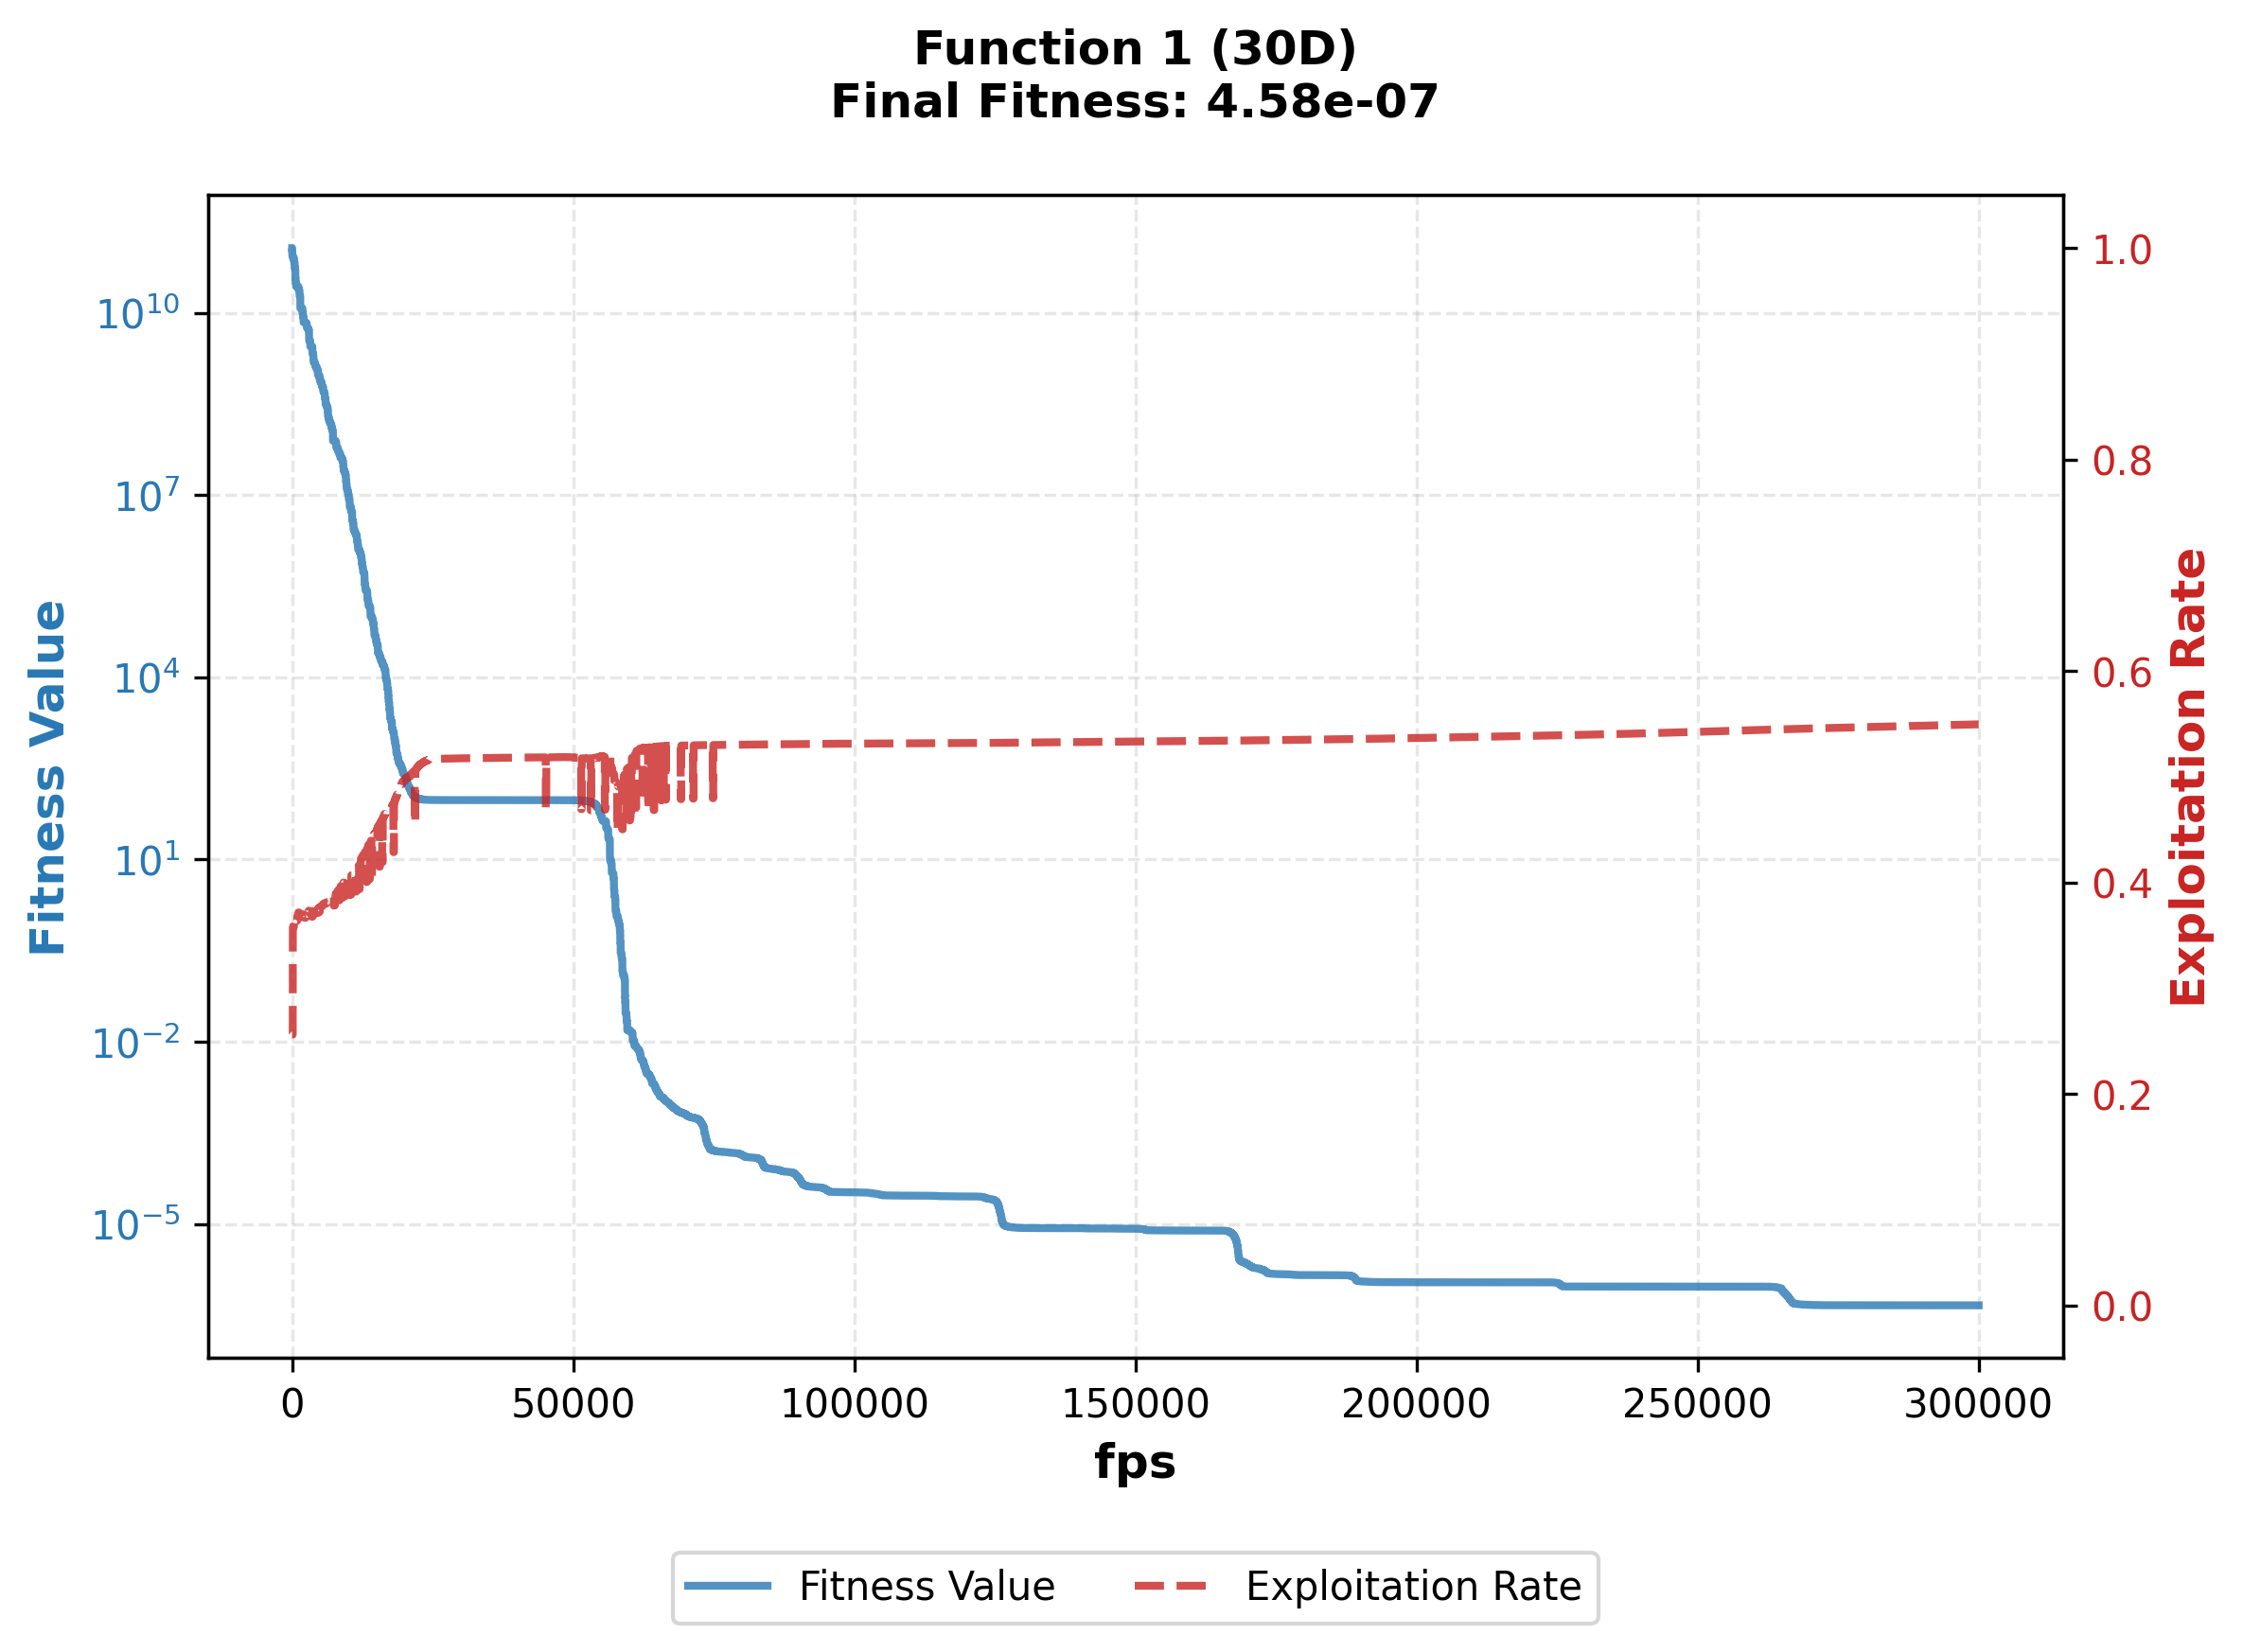 Function 1 (30D)
Final Fitness: 4.58e-07
Fitness Value
10¹⁰
10⁷
10⁴
10¹
10⁻²
10⁻⁵
1.0
0.8
0.6
0.4
0.2
0.0
Exploitation Rate
0 50000 100000 150000 200000 250000 300000
fps
Fitness Value Exploitation Rate